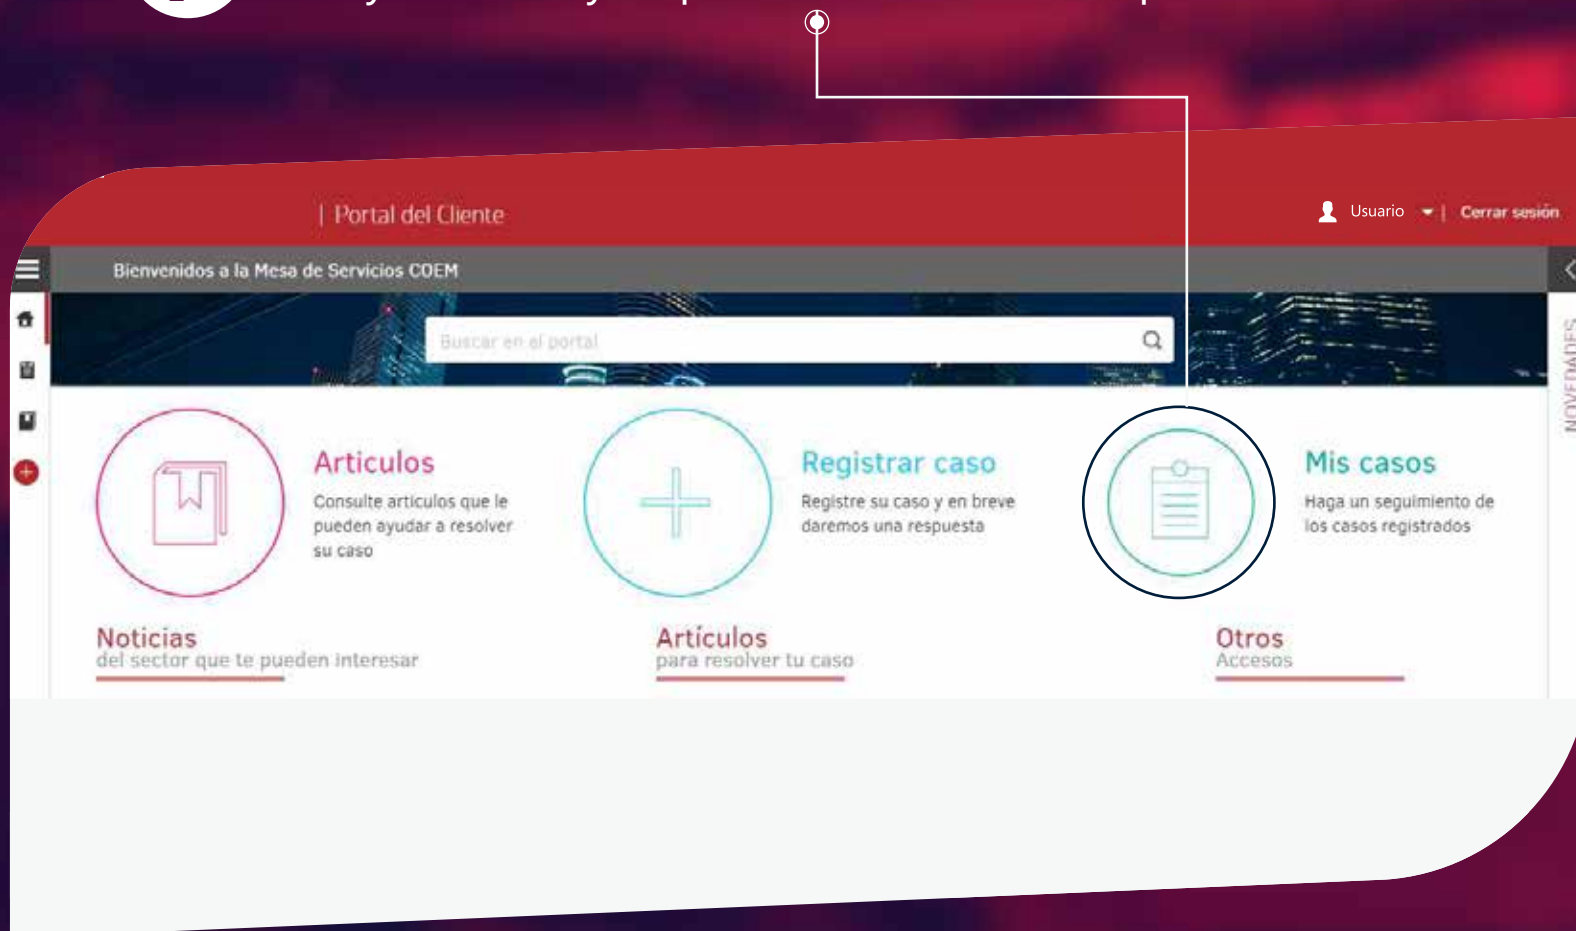 | Portal del Cliente
Usuario | Cerrar sesión
Bienvenidos a la Mesa de Servicios COEM
Buscar en el portal
NOVEDADES
Articulos
Consulte artículos que le
pueden ayudar a resolver
su caso
Registrar caso
Registre su caso y en breve
daremos una respuesta
Mis casos
Haga un seguimiento de
los casos registrados
Noticias
del sector que te pueden interesar
Artículos
para resolver tu caso
Otros
Accesos